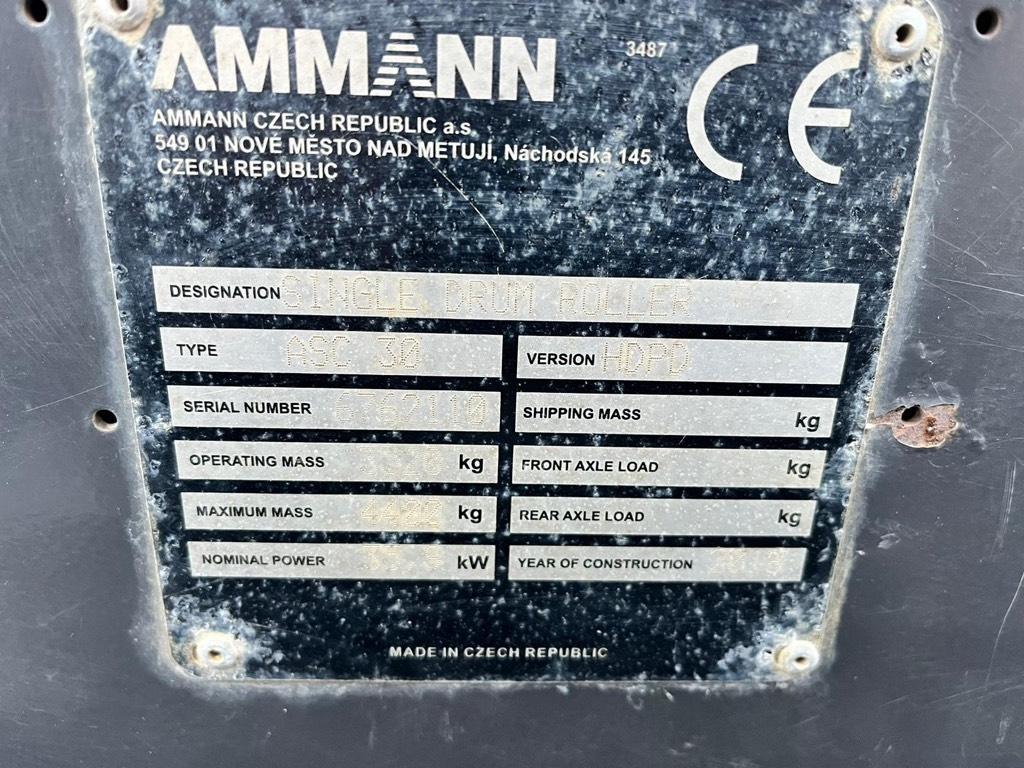 AMMANN
3487
CE
AMMANN CZECH REPUBLIC a.s.
549 01 NOVÉ MĚSTO NAD METUJÍ, Náchodská 145
CZECH REPUBLIC
DESIGNATION SINGLE DRUM ROLLER
TYPE ASC 30
VERSION HDPD
SERIAL NUMBER 6762110
SHIPPING MASS kg
OPERATING MASS kg
FRONT AXLE LOAD kg
MAXIMUM MASS kg
REAR AXLE LOAD kg
NOMINAL POWER kW
YEAR OF CONSTRUCTION
MADE IN CZECH REPUBLIC